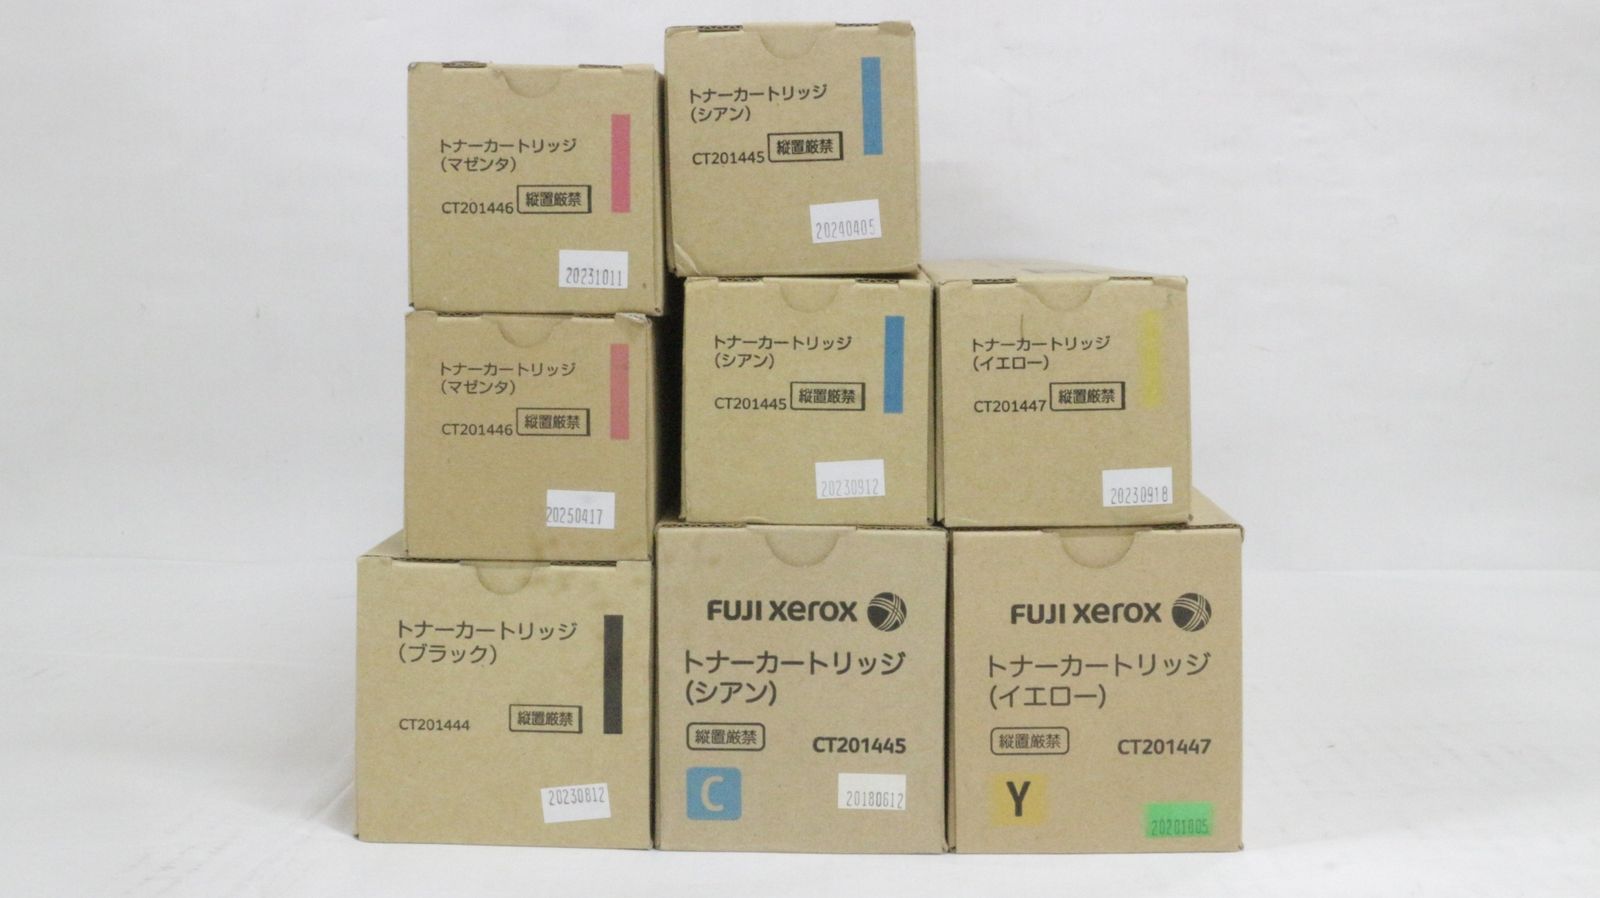 トナーカートリッジ
(マゼンタ)
CT201446 縦置厳禁
20231011
トナーカートリッジ
(シアン)
CT201445 縦置厳禁
20240405
トナーカートリッジ
(マゼンタ)
CT201446 縦置厳禁
20250417
トナーカートリッジ
(シアン)
CT201445 縦置厳禁
20230912
トナーカートリッジ
(イエロー)
CT201447 縦置厳禁
20230918
トナーカートリッジ
(ブラック)
CT201444 縦置厳禁
20230812
FUJI xerox
トナーカートリッジ
(シアン)
縦置厳禁 CT201445
C
20180612
FUJI xerox
トナーカートリッジ
(イエロー)
縦置厳禁 CT201447
Y
20201005